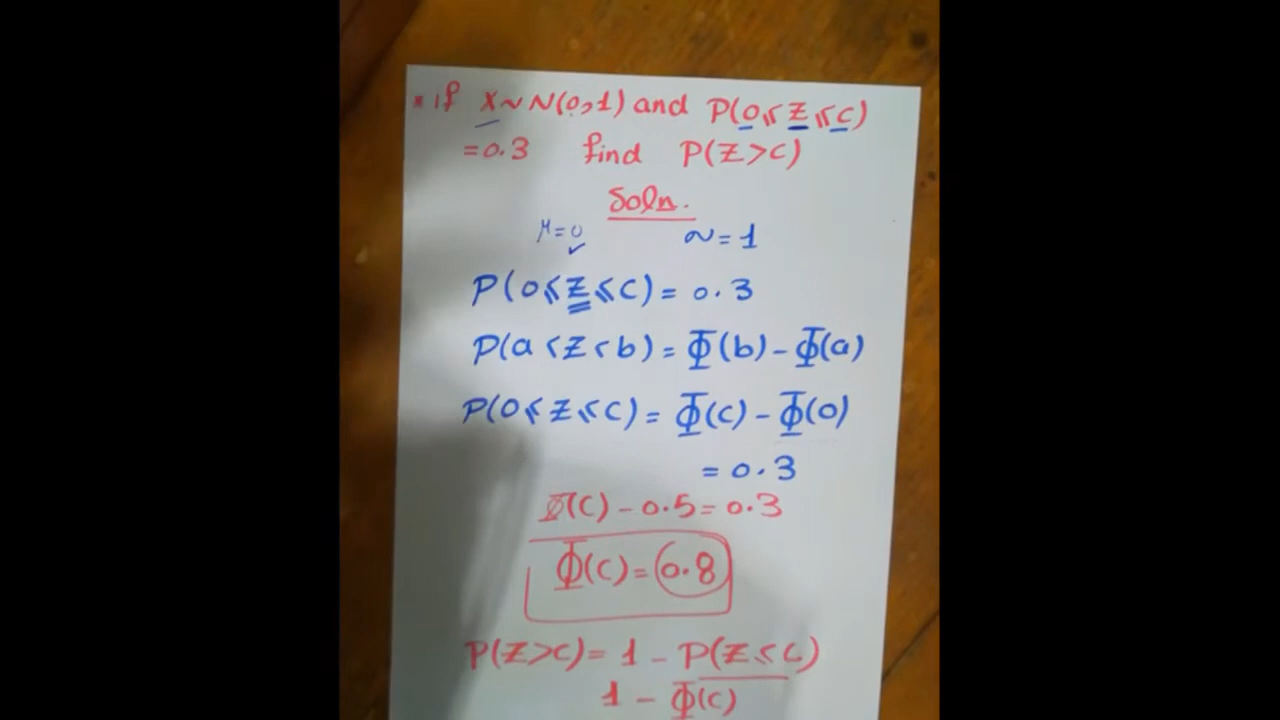 * If X~N(0,1) and P(0≤Z≤C)
=0.3 find P(Z>C)
Soln.
μ=0 ~=1
P(0≤Z≤C)=0.3
P(a<Z<b)=Φ(b)-Φ(a)
P(0≤Z≤C)=Φ(c)-Φ(0)
=0.3
Φ(C)-0.5=0.3
Φ(C)=0.8
P(Z>C)=1-P(Z≤C)
1-Φ(C)